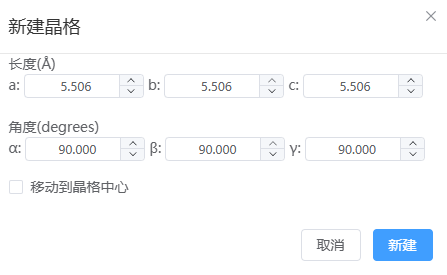 新建晶格
长度(Å)
a: 5.506 b: 5.506 c: 5.506
角度(degrees)
α: 90.000 β: 90.000 γ: 90.000
移动到晶格中心
取消 新建